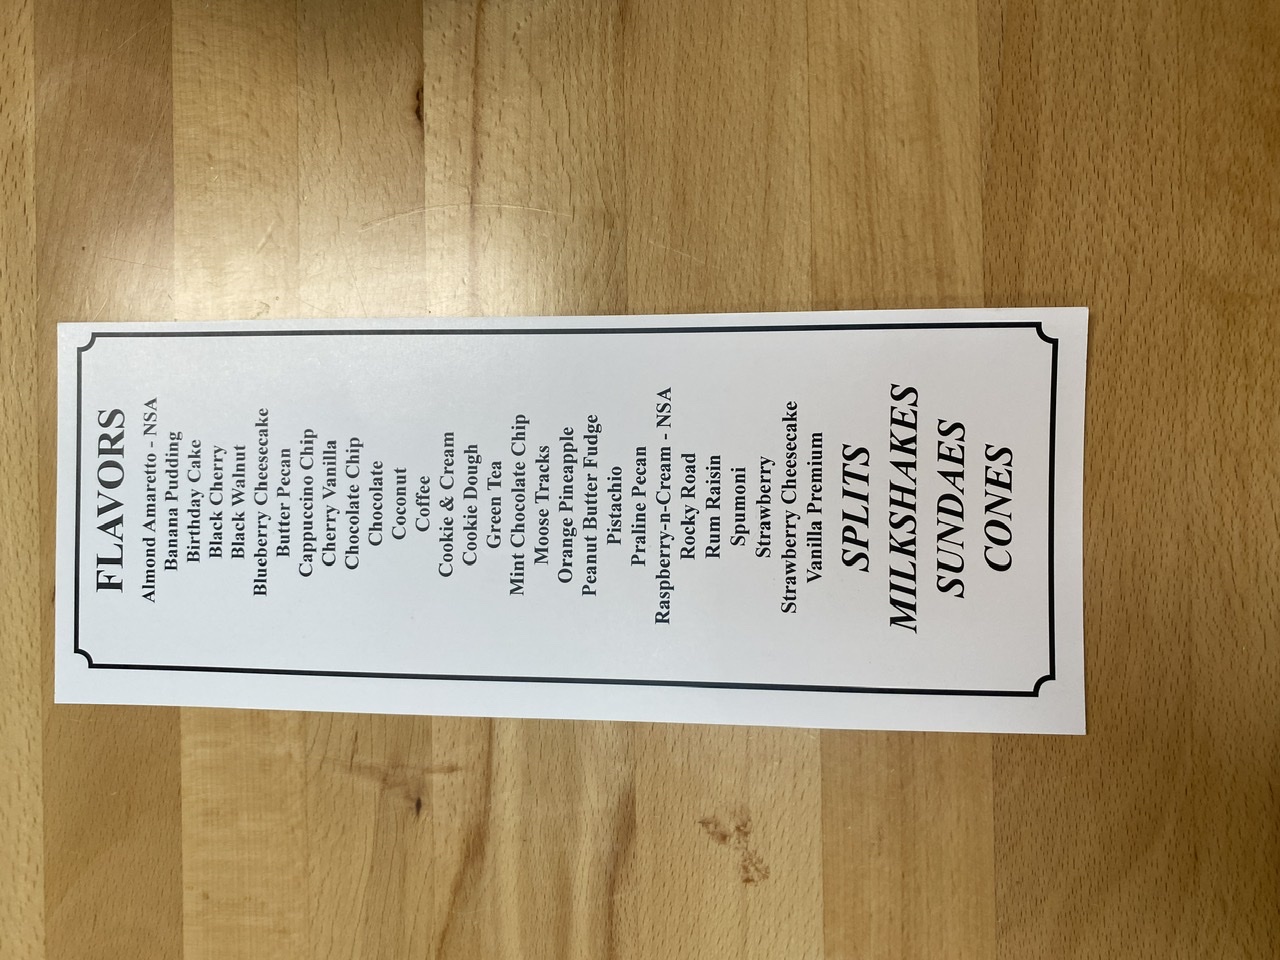 FLAVORS
Almond Amaretto - NSA
Banana Pudding
Birthday Cake
Black Cherry
Black Walnut
Blueberry Cheesecake
Butter Pecan
Cappuccino Chip
Cherry Vanilla
Chocolate Chip
Chocolate
Coconut
Coffee
Cookie & Cream
Cookie Dough
Green Tea
Mint Chocolate Chip
Moose Tracks
Orange Pineapple
Peanut Butter Fudge
Pistachio
Praline Pecan
Raspberry-n-Cream - NSA
Rocky Road
Rum Raisin
Spumoni
Strawberry
Strawberry Cheesecake
Vanilla Premium
SPLITS
MILKSHAKES
SUNDAES
CONES